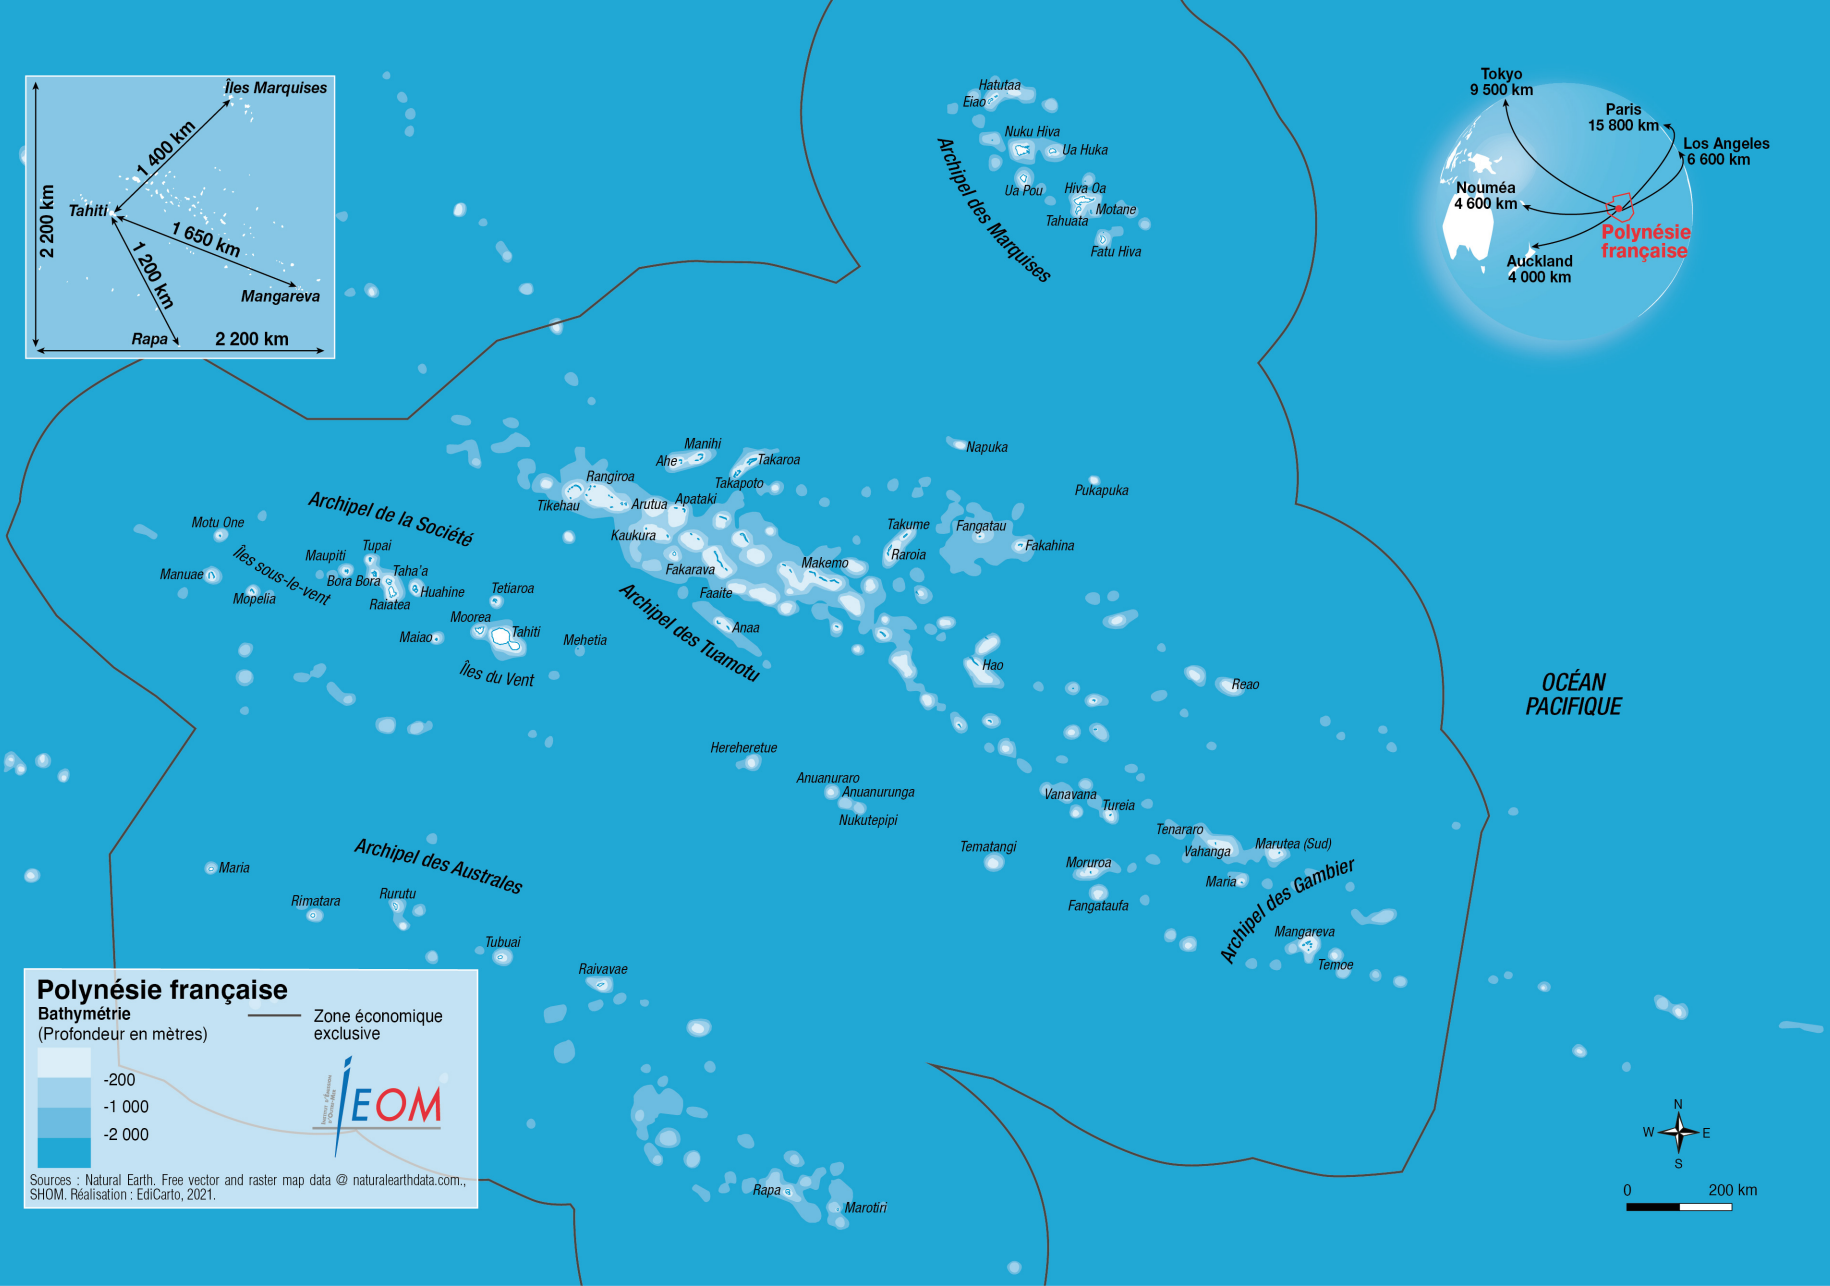 Îles Marquises
1 400 km
Tahiti
2 200 km
1 650 km
1 200 km
Mangareva
Rapa
2 200 km
Hatutaa
Eiao
Nuku Hiva
Ua Huka
Ua Pou
Hiva Oa
Motane
Tahuata
Fatu Hiva
Archipel des Marquises
Tokyo
9 500 km
Paris
15 800 km
Los Angeles
6 600 km
Nouméa
4 600 km
Polynésie
française
Auckland
4 000 km
Manihi
Ahe
Takaroa
Takapoto
Napuka
Pukapuka
Rangiroa
Tikehau
Arutua
Apataki
Kaukura
Takume
Raroia
Fangatau
Fakahina
Fakarava
Makemo
Faaite
Anaa
Archipel des Tuamotu
Hao
Reao
Archipel de la Société
Motu One
Îles sous-le-vent
Maupiti
Tupai
Manuae
Bora Bora
Taha'a
Mopelia
Raiatea
Huahine
Tetiaroa
Moorea
Tahiti
Maiao
Mehetia
Îles du Vent
OCÉAN
PACIFIQUE
Hereheretue
Anuanuraro
Anuanurunga
Nukutepipi
Vanavana
Tureia
Tenararo
Vahanga
Marutea (Sud)
Tematangi
Moruroa
Maria
Fangataufa
Archipel des Gambier
Mangareva
Temoe
Archipel des Australes
Maria
Rimatara
Rurutu
Tubuai
Raivavae
Rapa
Marotiri
Polynésie française
Bathymétrie
(Profondeur en mètres)
Zone économique
exclusive
-200
-1 000
-2 000
IEOM
Sources : Natural Earth. Free vector and raster map data @ naturalearthdata.com.,
SHOM. Réalisation : EdiCarto, 2021.
N
W
E
S
0
200 km